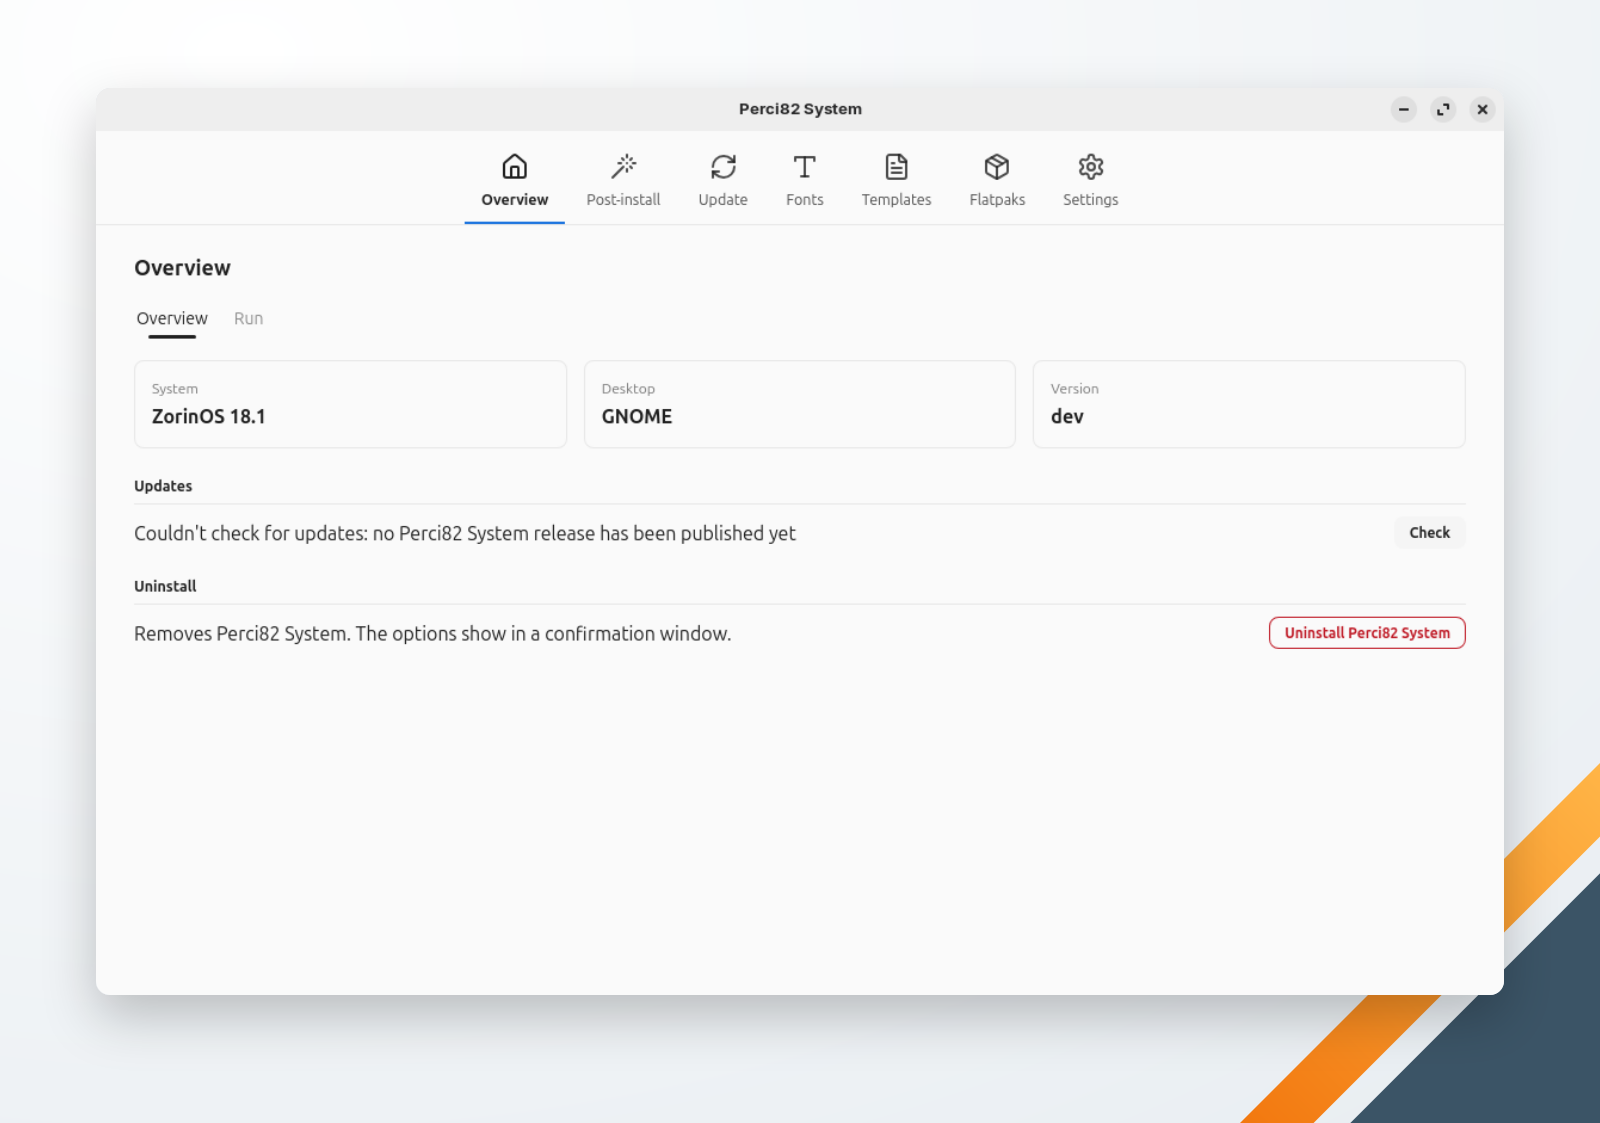 Perci82 System
Overview
Post-install
Update
Fonts
Templates
Flatpaks
Settings
Overview
Overview
Run
System
ZorinOS 18.1
Desktop
GNOME
Version
dev
Updates
Couldn't check for updates: no Perci82 System release has been published yet
Check
Uninstall
Removes Perci82 System. The options show in a confirmation window.
Uninstall Perci82 System